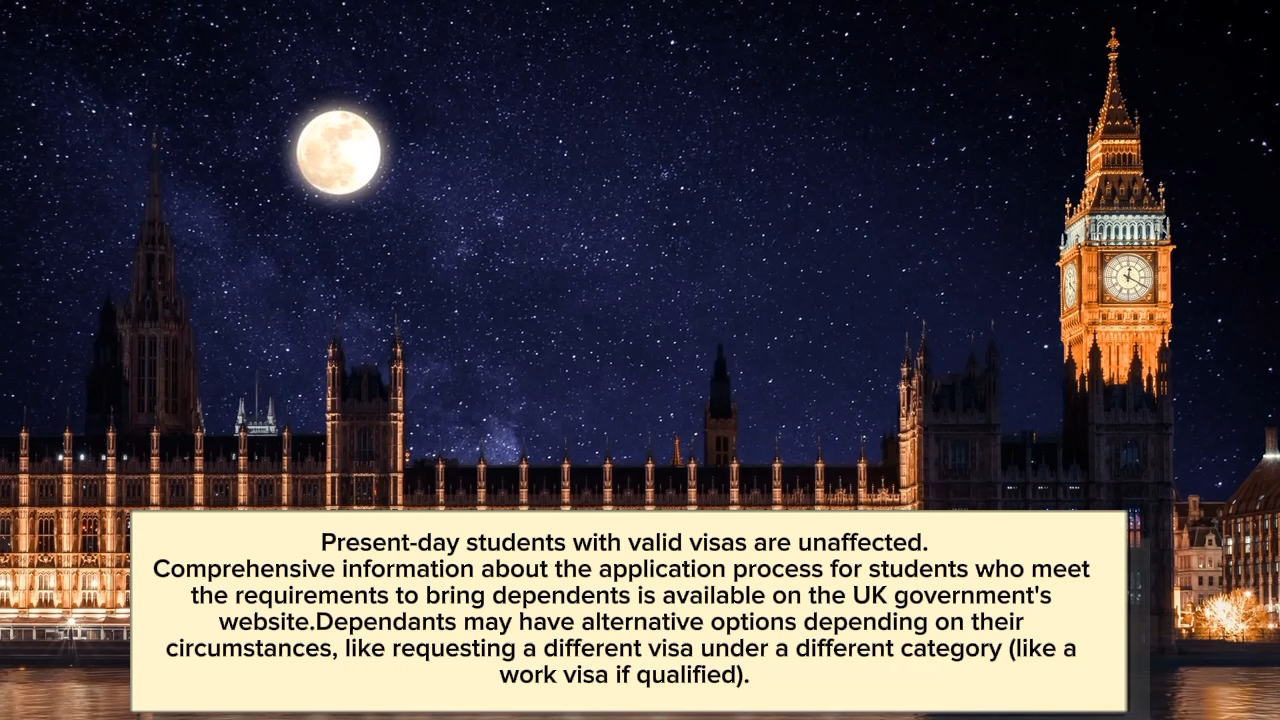 Present-day students with valid visas are unaffected.
Comprehensive information about the application process for students who meet
the requirements to bring dependents is available on the UK government's
website.Dependants may have alternative options depending on their
circumstances, like requesting a different visa under a different category (like a
work visa if qualified).